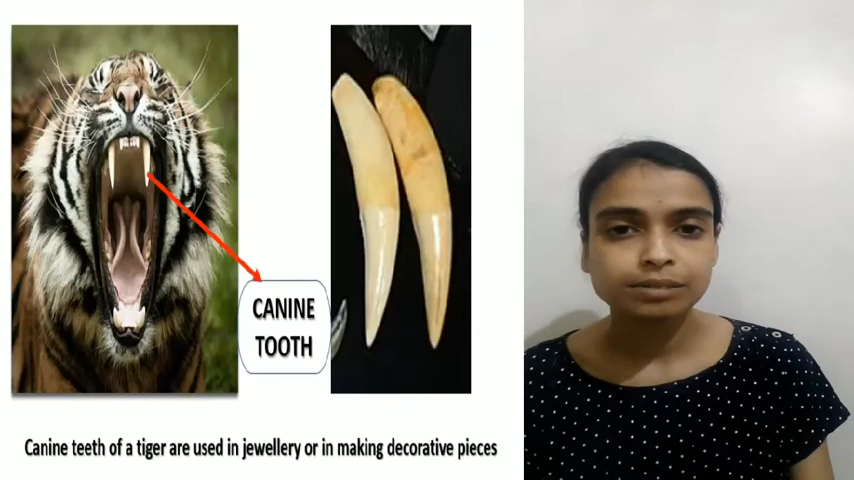 CANINE
TOOTH
Canine teeth of a tiger are used in jewellery or in making decorative pieces